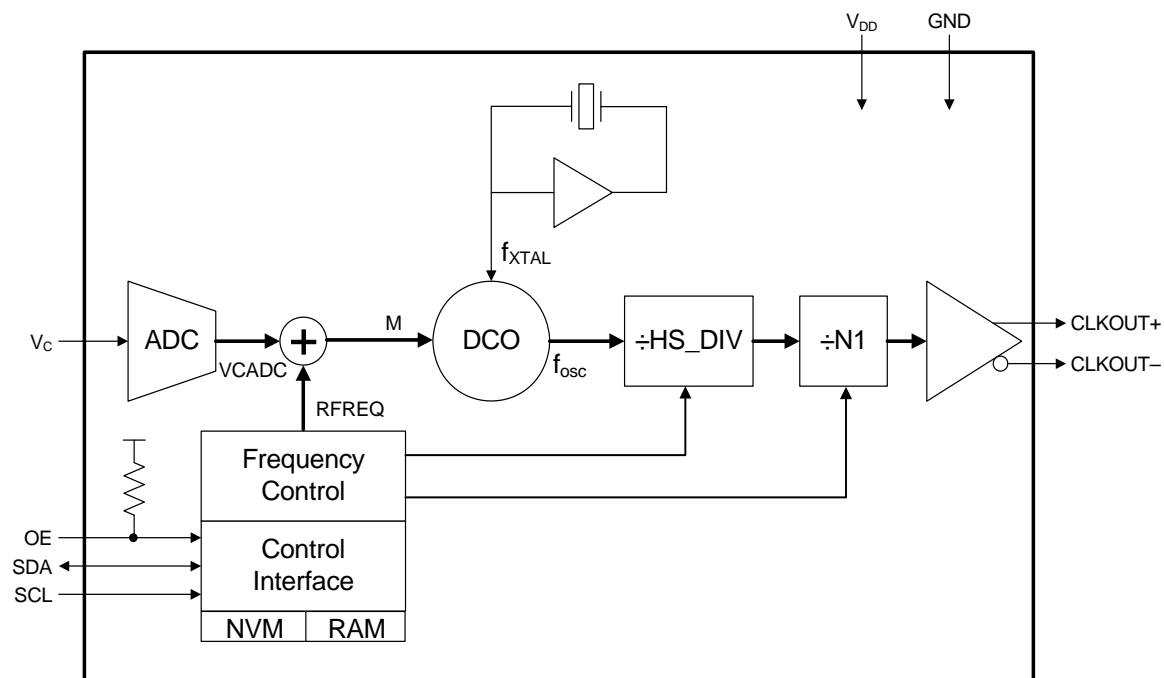 V_DD
GND
f_XTAL
V_C
ADC
VCADC
+
M
DCO
f_osc
÷HS_DIV
÷N1
CLKOUT+
CLKOUT–
RFREQ
Frequency
Control
OE
SDA
SCL
Control
Interface
NVM
RAM